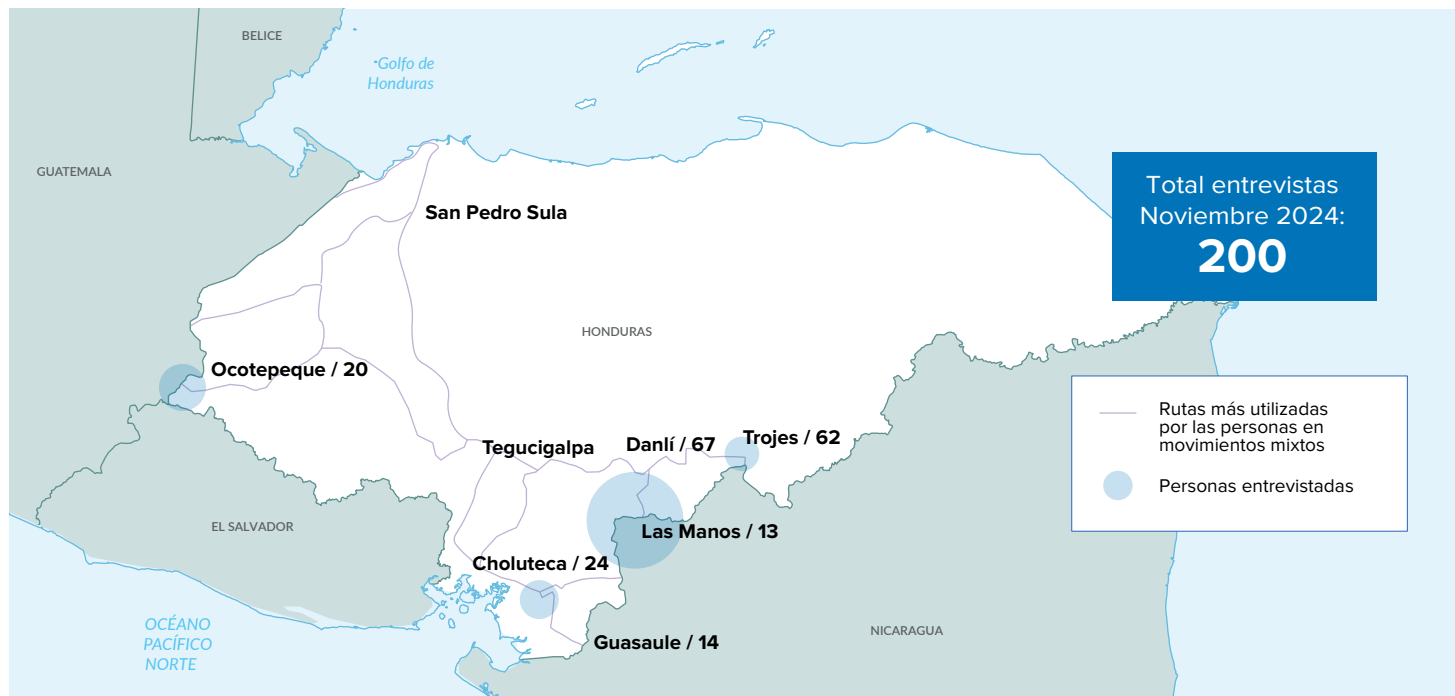 BELICE
Golfo de
Honduras
GUATEMALA
San Pedro Sula
Total entrevistas
Noviembre 2024:
200
HONDURAS
Ocotepeque / 20
Rutas más utilizadas
por las personas en
movimientos mixtos
Personas entrevistadas
Tegucigalpa
Danlí / 67
Trojes / 62
EL SALVADOR
Las Manos / 13
Choluteca / 24
OCÉANO
PACÍFICO
NORTE
Guasaule / 14
NICARAGUA